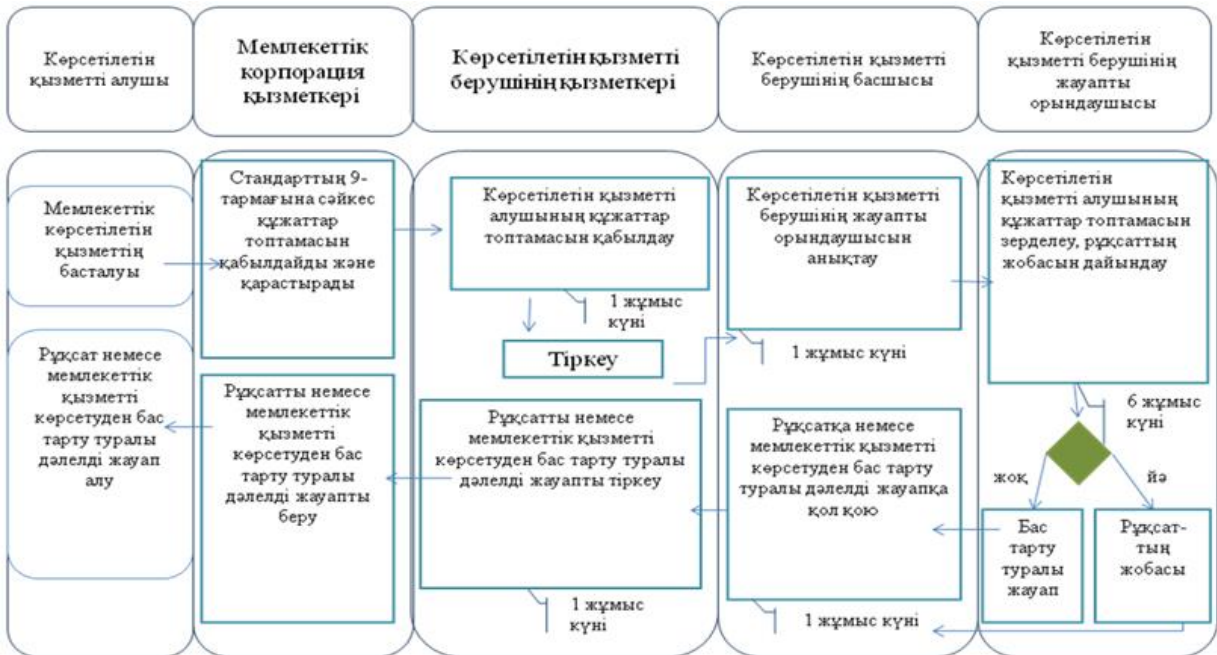 Көрсетілетін
қызметті алушы
Мемлекеттік
корпорация
қызметкері
Көрсетілетін қызметті
берушінің қызметкері
Көрсетілетін қызметті
берушінің басшысы
Көрсетілетін
қызметті берушінің
жауапты
орындаушысы
Мемлекеттік
көрсетілетін
қызметтің
басталуы
Стандарттың 9-
тармағына сәйкес
құжаттар
топтамасын
қабылдайды және
қарастырады
Көрсетілетін қызметті
алушының құжаттар
топтамасын қабылдау
1 жұмыс
күні
Тіркеу
Көрсетілетін қызметті
берушінің жауапты
орындаушысын
анықтау
1 жұмыс күні
Көрсетілетін
қызметті алушының
құжаттар топтамасын
зерделеу, рұқсаттың
жобасын дайындау
6 жұмыс
күні
жоқ
йә
Бас
тарту
туралы
жауап
Рұқсат-
тың
жобасы
Рұқсатқа немесе
мемлекеттік қызметті
көрсетуден бас тарту
туралы дәлелді жауапқа
қол қою
1 жұмыс күні
Рұқсатты немесе
мемлекеттік қызметті
көрсетуден бас тарту туралы
дәлелді жауапты тіркеу
1 жұмыс
күні
Рұқсатты немесе
мемлекеттік
қызметті
көрсетуден бас
тарту туралы
дәлелді жауапты
беру
Рұқсат немесе
мемлекеттік
қызметті
көрсетуден бас
тарту туралы
дәлелді жауап
алу